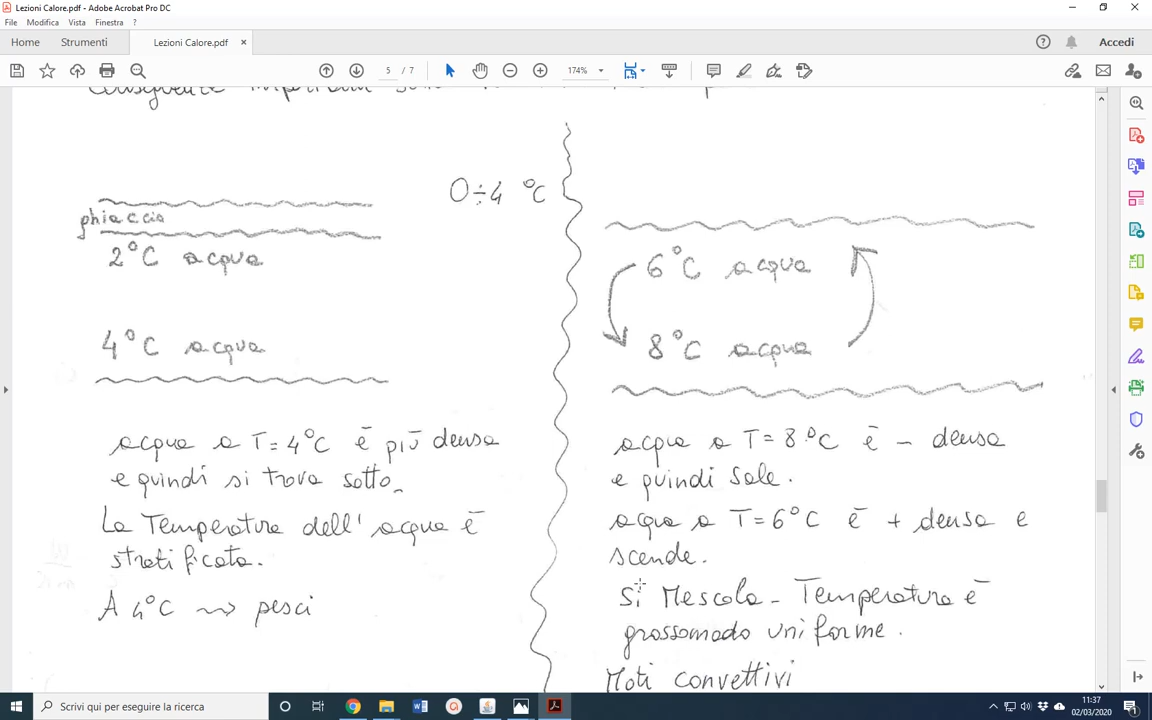 Lezioni Calore.pdf - Adobe Acrobat Pro DC
File Modifica Vista Finestra ?
Home Strumenti Lezioni Calore.pdf × Accedi
5 / 7 174%
0÷4 °C
ghiaccio
2°C acqua
4°C acqua
acqua a T=4°C è più densa
e quindi si trova sotto.
La Temperatura dell'acqua è
stratificata.
A 4°C ~> pesci
6°C acqua
8°C acqua
acqua a T=8°C è - densa
e quindi sale.
acqua a T=6°C è + densa e
scende.
Si Mescola - Temperatura è
grossomodo uniforme.
Moti convettivi
Scrivi qui per eseguire la ricerca
11:37
02/03/2020